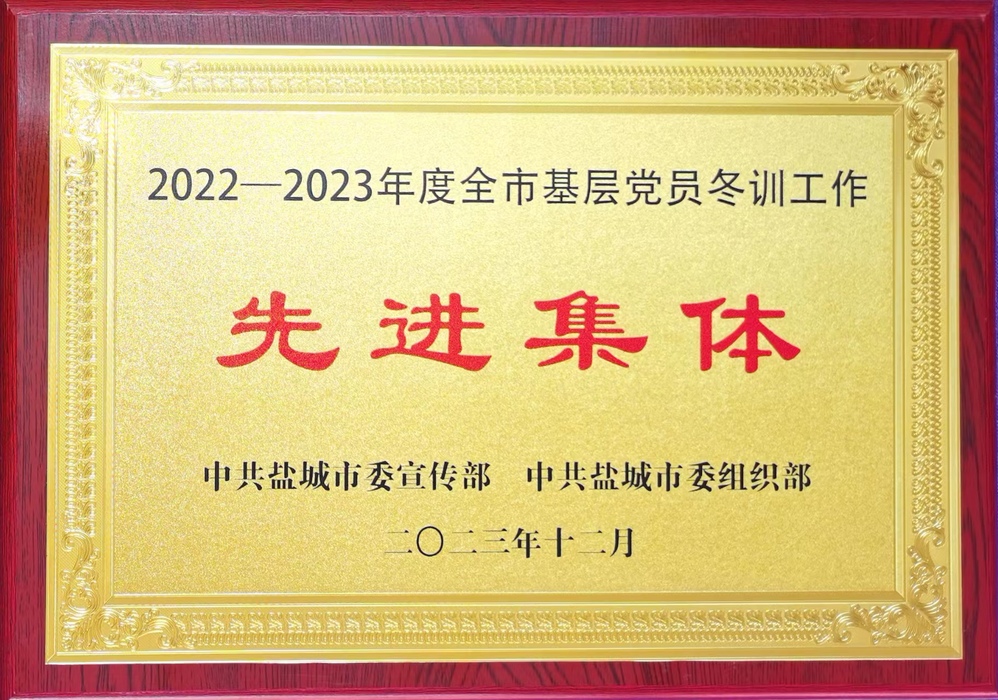 2022—2023年度全市基层党员冬训工作
先进集体
中共盐城市委宣传部 中共盐城市委组织部
二〇二三年十二月